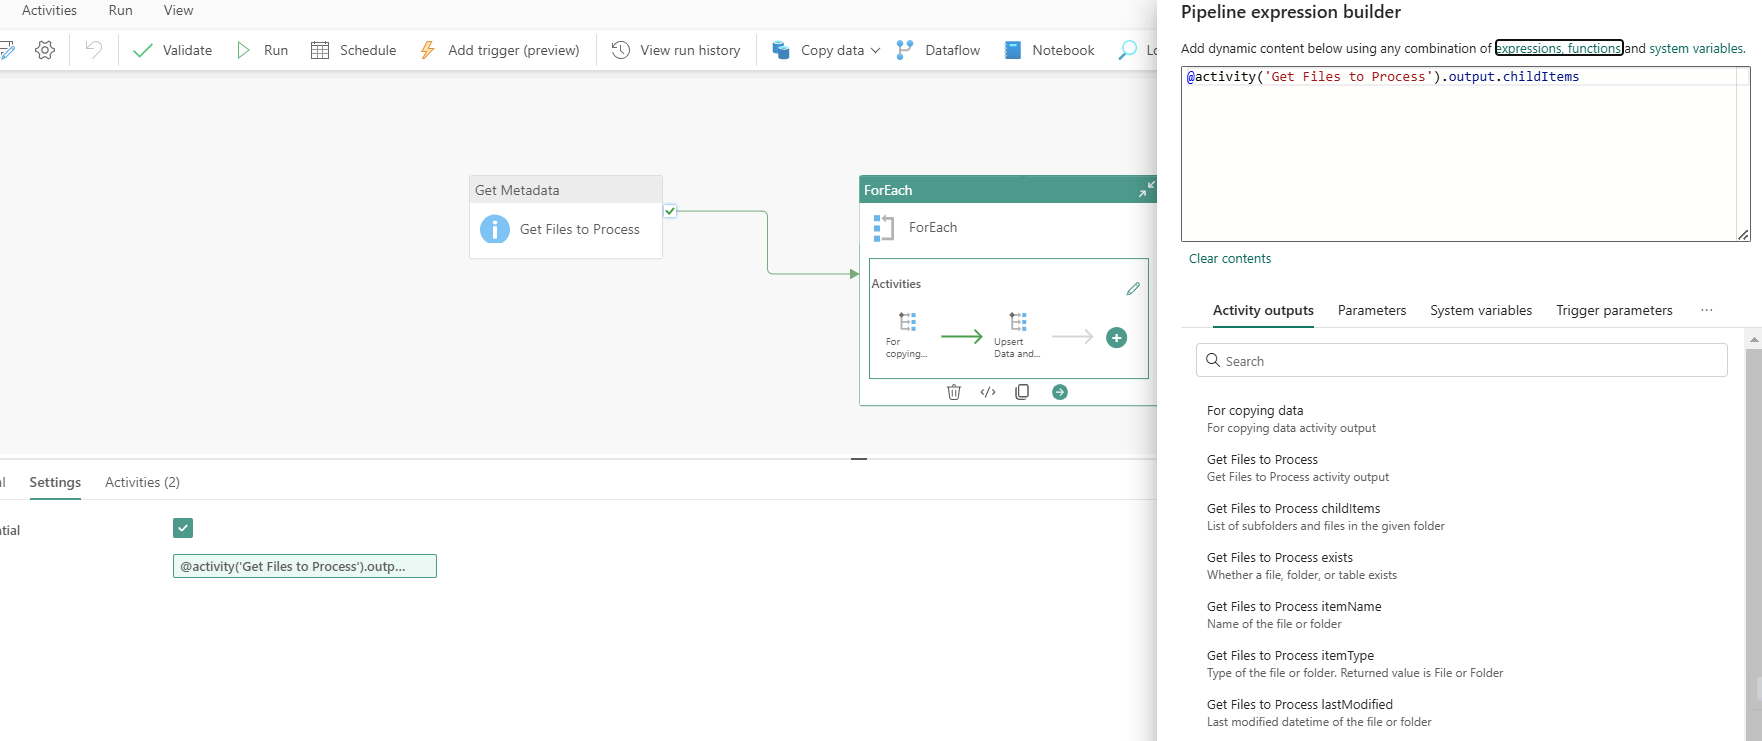 Activities Run View
Validate Run Schedule Add trigger (preview) View run history Copy data Dataflow Notebook Lo
Get Metadata
Get Files to Process
ForEach
ForEach
Activities
For
copying...
Upsert
Data and...
al Settings Activities (2)
ntial
@activity('Get Files to Process').outp...
Pipeline expression builder
Add dynamic content below using any combination of expressions, functions and system variables.
@activity('Get Files to Process').output.childItems
Clear contents
Activity outputs Parameters System variables Trigger parameters ...
Search
For copying data
For copying data activity output
Get Files to Process
Get Files to Process activity output
Get Files to Process childItems
List of subfolders and files in the given folder
Get Files to Process exists
Whether a file, folder, or table exists
Get Files to Process itemName
Name of the file or folder
Get Files to Process itemType
Type of the file or folder. Returned value is File or Folder
Get Files to Process lastModified
Last modified datetime of the file or folder